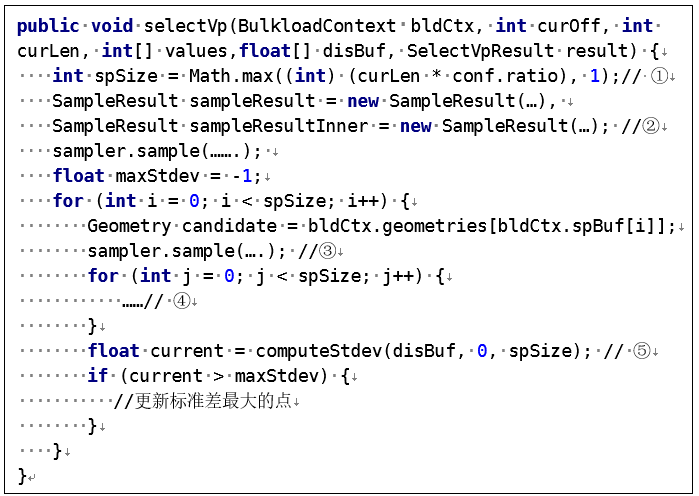 public void selectVp(BulkloadContext bldCtx, int curOff, int
curLen, int[] values,float[] disBuf, SelectVpResult result) {
    int spSize = Math.max((int) (curLen * conf.ratio), 1);// ①
    SampleResult sampleResult = new SampleResult(…),
    SampleResult sampleResultInner = new SampleResult(…); //②
    sampler.sample(…….);
    float maxStdev = -1;
    for (int i = 0; i < spSize; i++) {
        Geometry candidate = bldCtx.geometries[bldCtx.spBuf[i]];
        sampler.sample(….); //③
        for (int j = 0; j < spSize; j++) {
            ……// ④
        }
        float current = computeStdev(disBuf, 0, spSize); // ⑤
        if (current > maxStdev) {
           //更新标准差最大的点
        }
    }
}